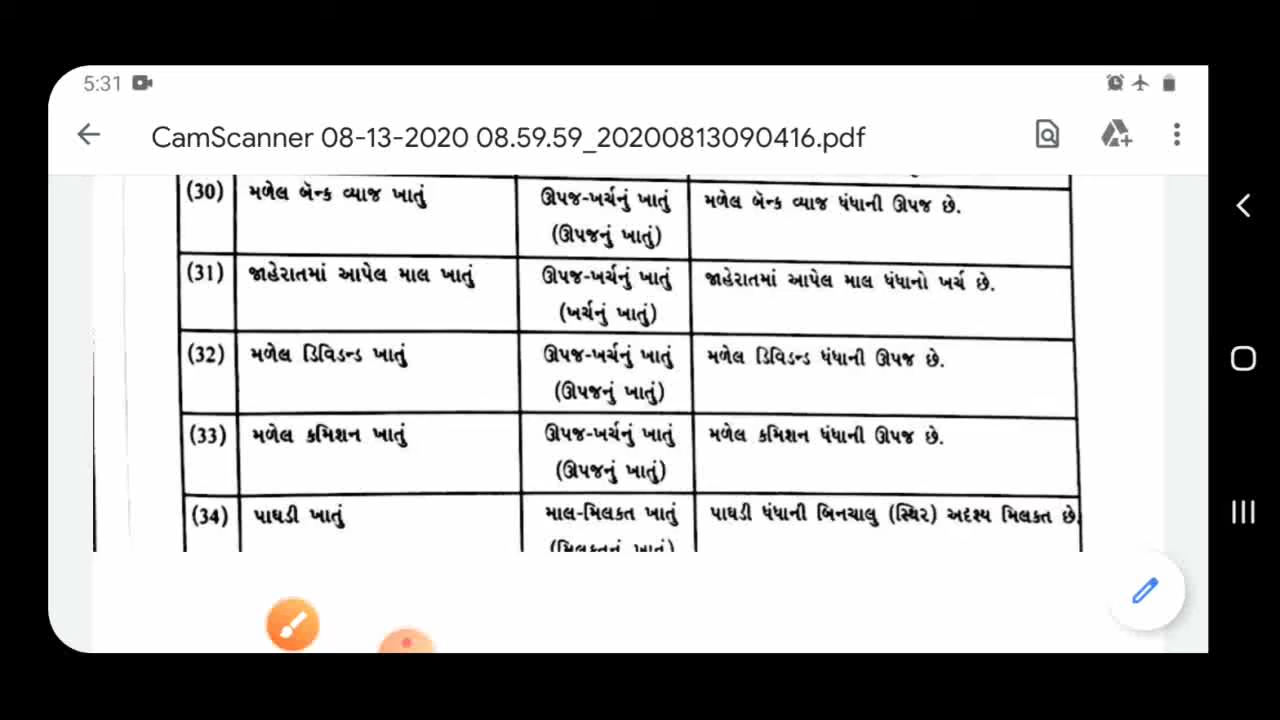 5:31
CamScanner 08-13-2020 08.59.59_20200813090416.pdf
(30) મળેલ બૅન્ક વ્યાજ ખાતું ઊપજ-ખર્ચનું ખાતું મળેલ બૅન્ક વ્યાજ ધંધાની ઊપજ છે.
(ઊપજનું ખાતું)
(31) જાહેરાતમાં આપેલ માલ ખાતું ઊપજ-ખર્ચનું ખાતું જાહેરાતમાં આપેલ માલ ધંધાનો ખર્ચ છે.
(ખર્ચનું ખાતું)
(32) મળેલ ડિવિડન્ડ ખાતું ઊપજ-ખર્ચનું ખાતું મળેલ ડિવિડન્ડ ધંધાની ઊપજ છે.
(ઊપજનું ખાતું)
(33) મળેલ કમિશન ખાતું ઊપજ-ખર્ચનું ખાતું મળેલ કમિશન ધંધાની ઊપજ છે.
(ઊપજનું ખાતું)
(34) પાઘડી ખાતું માલ-મિલકત ખાતું પાઘડી ધંધાની બિનચાલુ (સ્થિર) અદૃશ્ય મિલકત છે.
(મિલકતનું ખાતું)